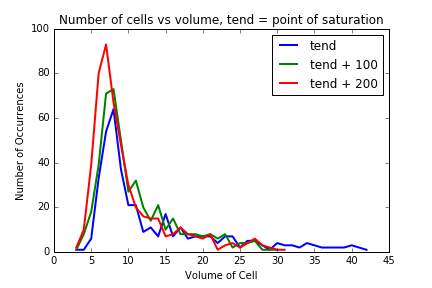 Number of cells vs volume, tend = point of saturation
100
80
60
40
20
0
Number of Occurrences
tend
tend + 100
tend + 200
0 5 10 15 20 25 30 35 40 45
Volume of Cell